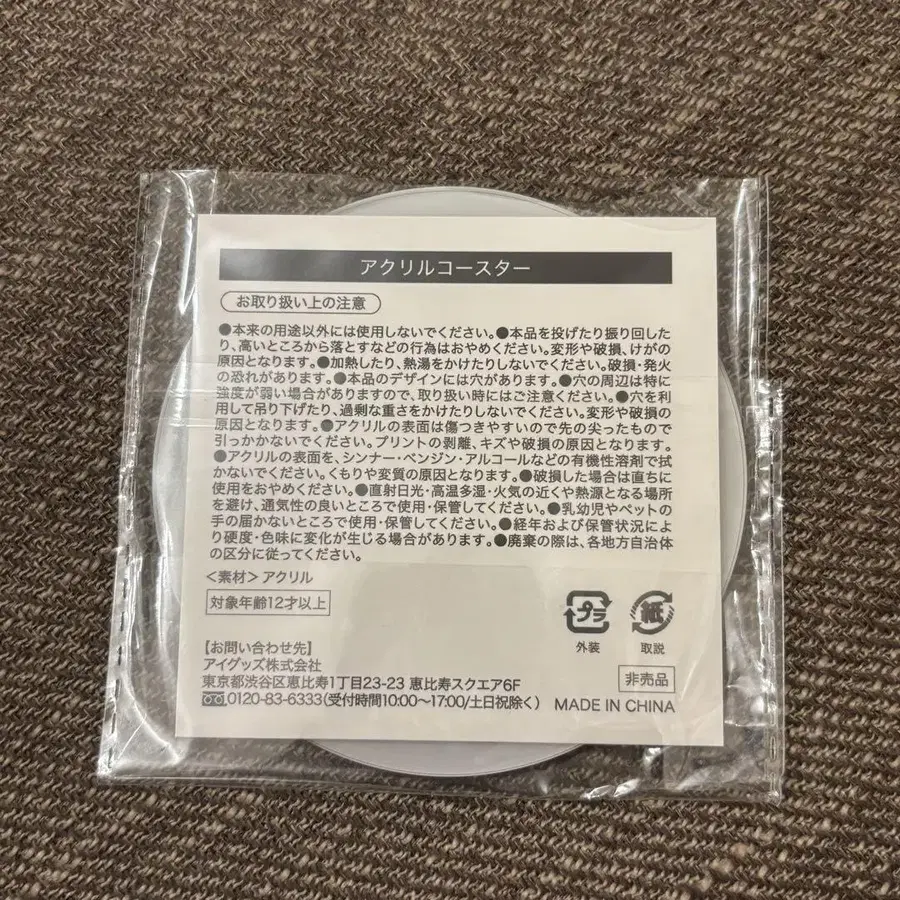 アクリルコースター
お取り扱い上の注意
●本来の用途以外には使用しないでください。●本品を投げたり振り回した
り、高いところから落とすなどの行為はおやめください。変形や破損、けがの
原因となります。●加熱したり、熱湯をかけたりしないでください。破損・発火
の恐れがあります。●本品のデザインには穴があります。●穴の周辺は特に
強度が弱い場合がありますので、取り扱い時にはご注意ください。●穴を利
用して吊り下げたり、過剰な重さをかけたりしないでください。変形や破損の
原因となります。●アクリルの表面は傷つきやすいので先の尖ったもので
引っかかないでください。プリントの剥離、キズや破損の原因となります。
●アクリルの表面を、シンナー・ベンジン・アルコールなどの有機性溶剤で拭
かないでください。くもりや変質の原因となります。●破損した場合は直ちに
使用をおやめください。●直射日光・高温多湿・火気の近くや熱源となる場所
を避け、通気性の良いところで使用・保管してください。●乳幼児やペットの
手の届かないところで使用・保管してください。●経年および保管状況によ
り硬度・色味に変化が生じる場合があります。●廃棄の際は、各地方自治体
の区分に従ってください。
＜素材＞アクリル
対象年齢12才以上
プラ
紙
外装
取説
【お問い合わせ先】
アイグッズ株式会社
東京都渋谷区恵比寿1丁目23-23 恵比寿スクエア6F
0120-83-6333(受付時間10:00～17:00/土日祝除く)
非売品
MADE IN CHINA